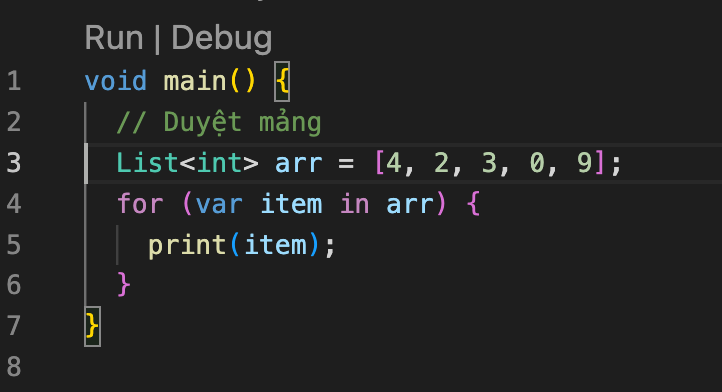 Run | Debug
1 void main() {
2   // Duyệt mảng
3   List<int> arr = [4, 2, 3, 0, 9];
4   for (var item in arr) {
5     print(item);
6   }
7 }
8